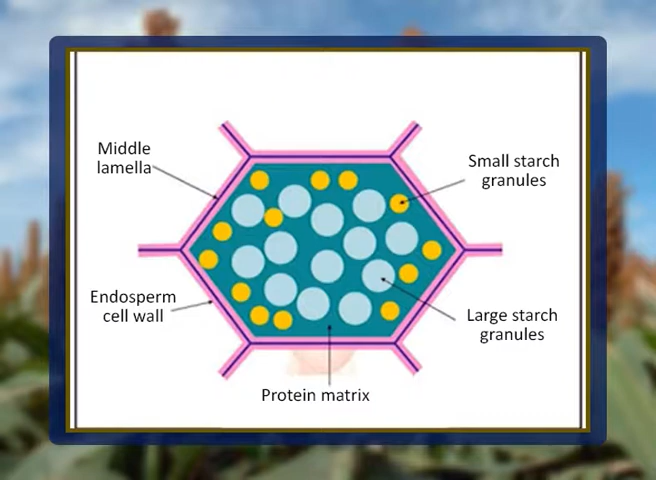 Middle
lamella
Small starch
granules
Endosperm
cell wall
Large starch
granules
Protein matrix